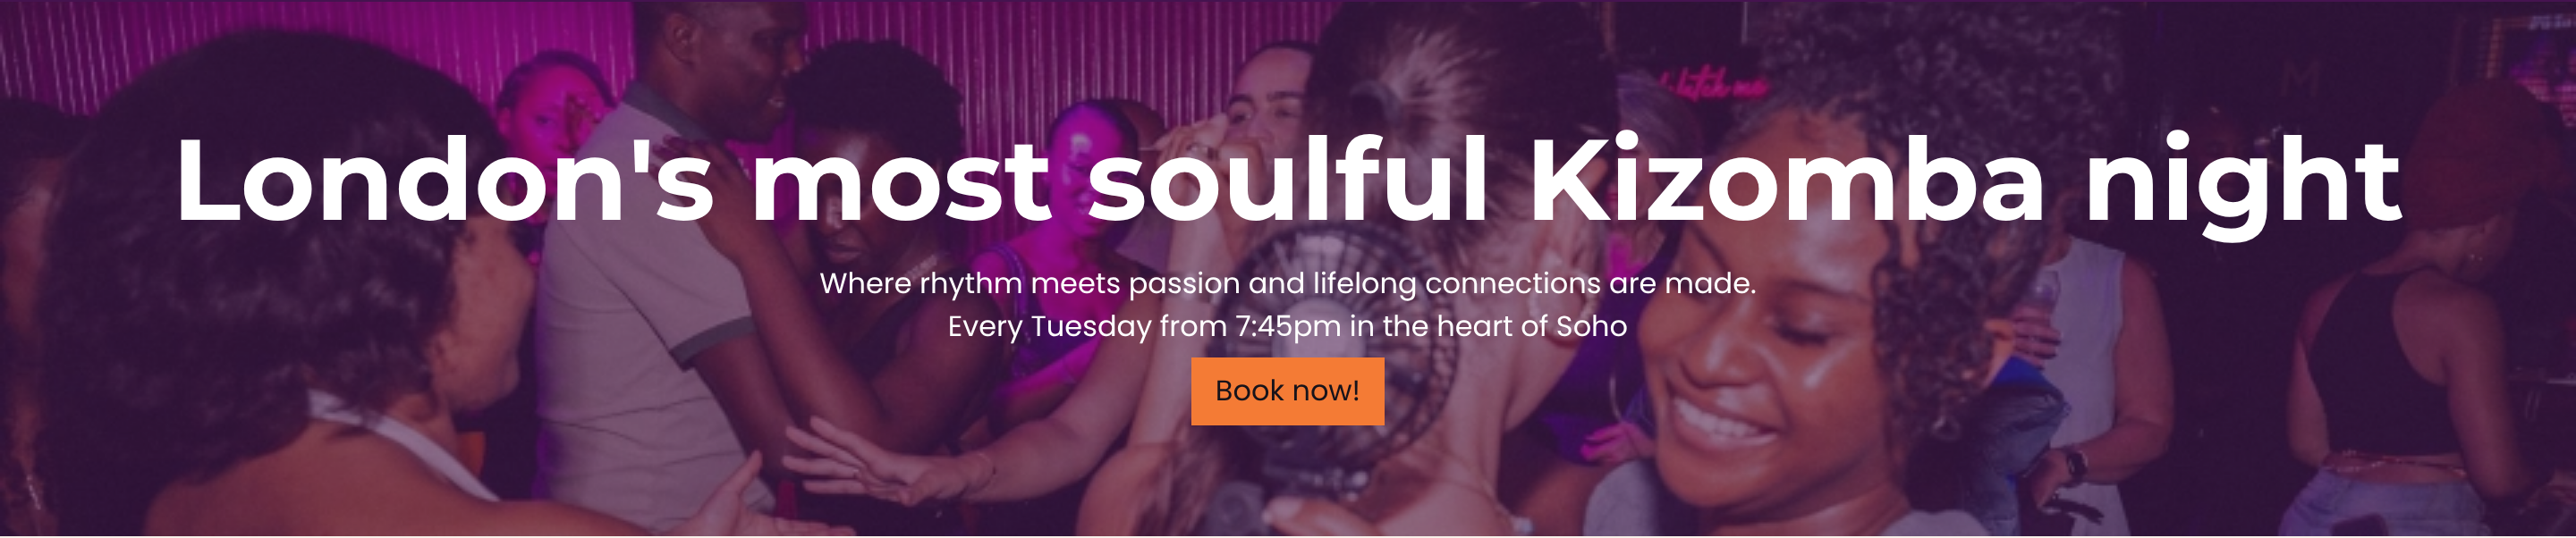 London's most soulful Kizomba night
Where rhythm meets passion and lifelong connections are made.
Every Tuesday from 7:45pm in the heart of Soho
Book now!